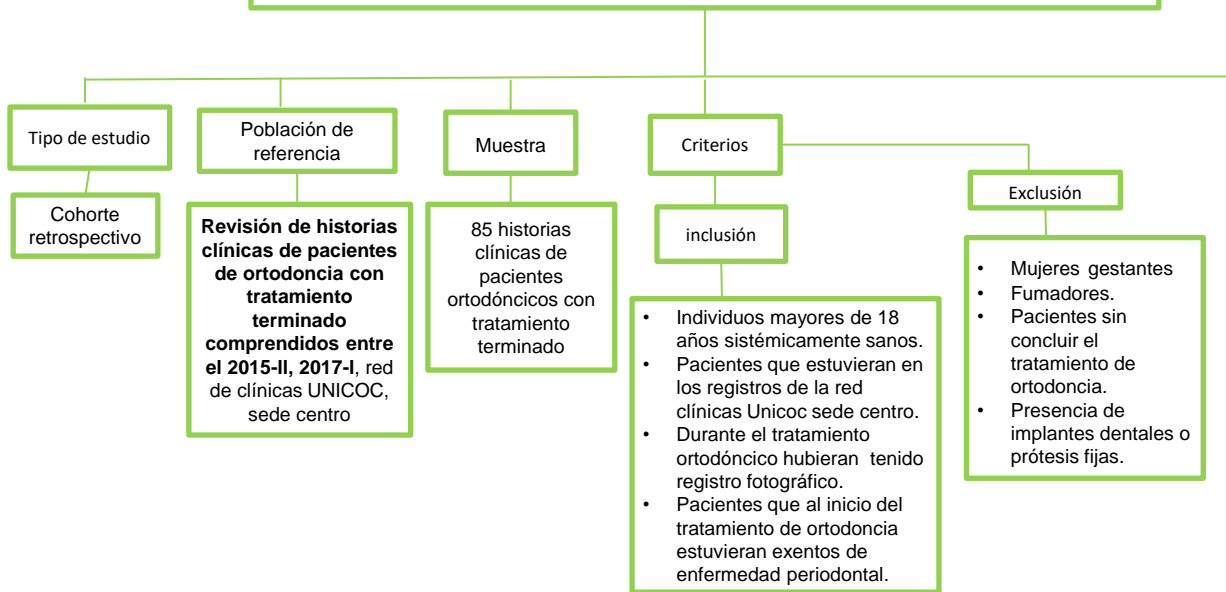 Tipo de estudio
Cohorte
retrospectivo
Población de
referencia
Revisión de historias
clínicas de pacientes
de ortodoncia con
tratamiento
terminado
comprendidos entre
el 2015-II, 2017-I, red
de clínicas UNICOC,
sede centro
Muestra
85 historias
clínicas de
pacientes
ortodóncicos con
tratamiento
terminado
Criterios
inclusión
• Individuos mayores de 18
años sistémicamente sanos.
• Pacientes que estuvieran en
los registros de la red
clínicas Unicoc sede centro.
• Durante el tratamiento
ortodóncico hubieran tenido
registro fotográfico.
• Pacientes que al inicio del
tratamiento de ortodoncia
estuvieran exentos de
enfermedad periodontal.
Exclusión
• Mujeres gestantes
• Fumadores.
• Pacientes sin
concluir el
tratamiento de
ortodoncia.
• Presencia de
implantes dentales o
prótesis fijas.